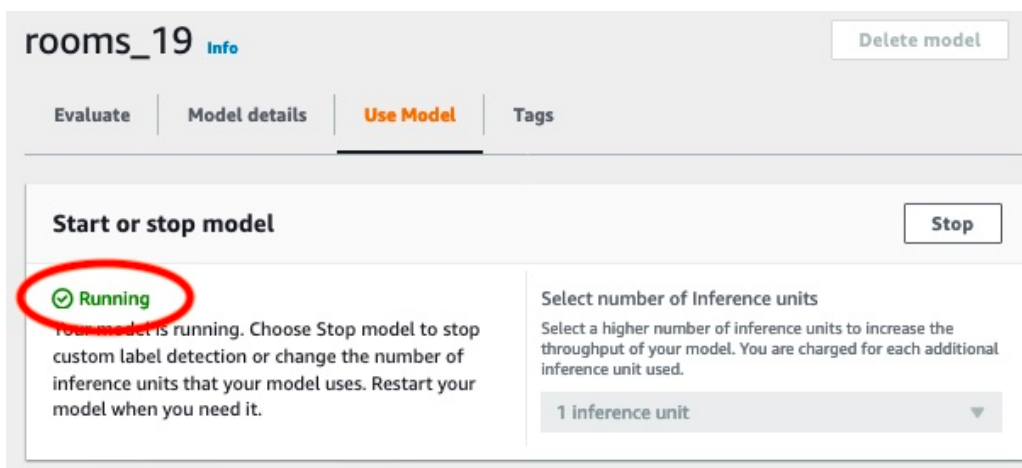 rooms_19 Info
Delete model
Evaluate
Model details
Use Model
Tags
Start or stop model
Stop
Running
Your model is running. Choose Stop model to stop
custom label detection or change the number of
inference units that your model uses. Restart your
model when you need it.
Select number of Inference units
Select a higher number of inference units to increase the
throughput of your model. You are charged for each additional
inference unit used.
1 inference unit